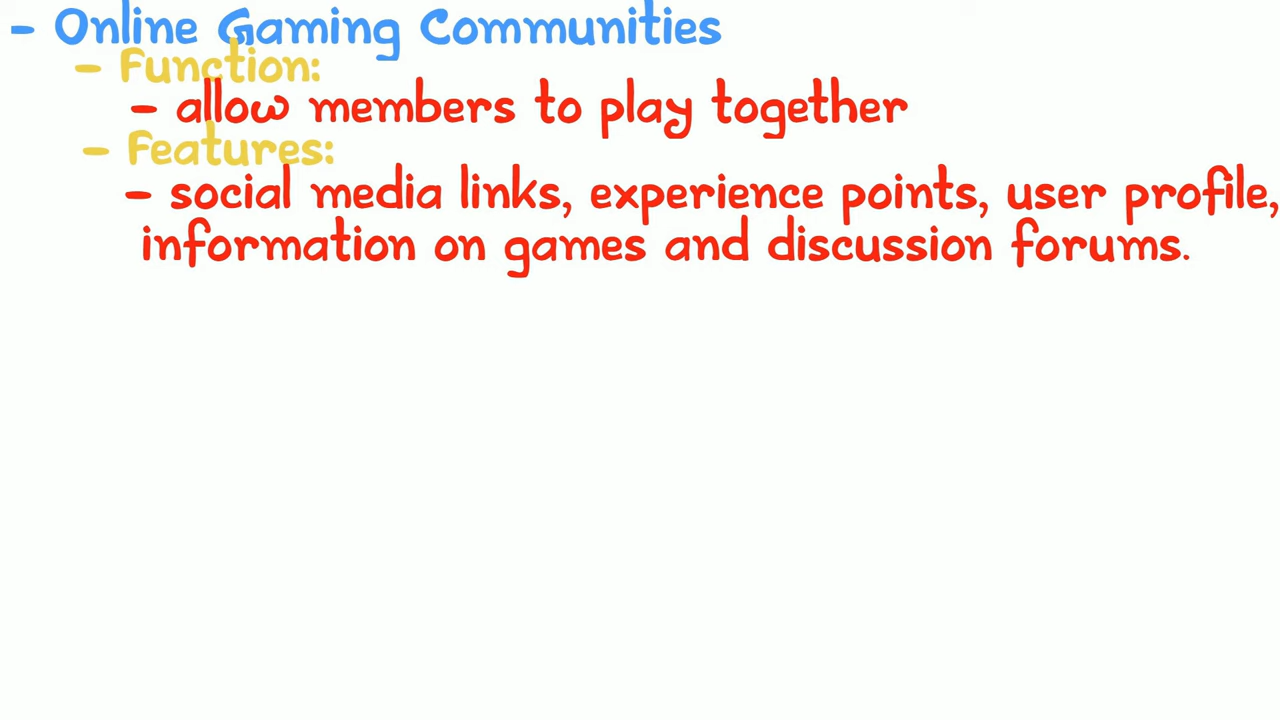 - Online Gaming Communities
- Function:
- allow members to play together
- Features:
- social media links, experience points, user profile,
information on games and discussion forums.